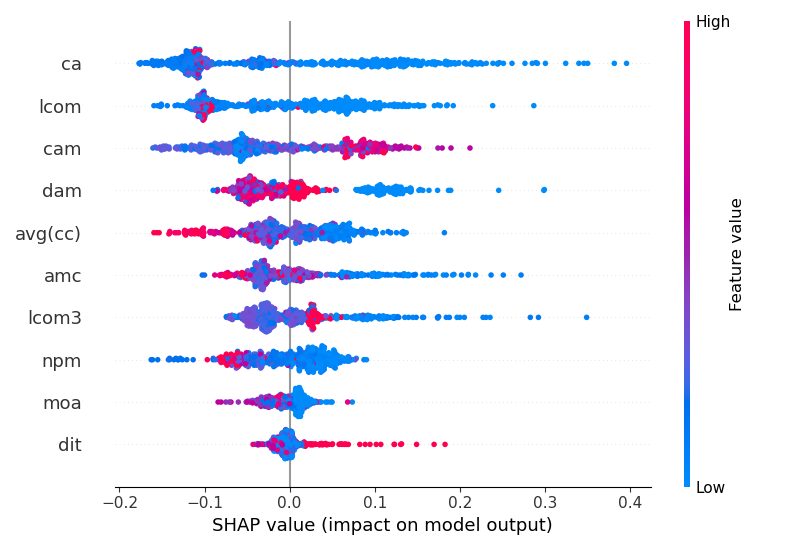 High
ca
lcom
cam
dam
avg(cc)
amc
lcom3
npm
moa
dit
Feature value
Low
−0.2 −0.1 0.0 0.1 0.2 0.3 0.4
SHAP value (impact on model output)